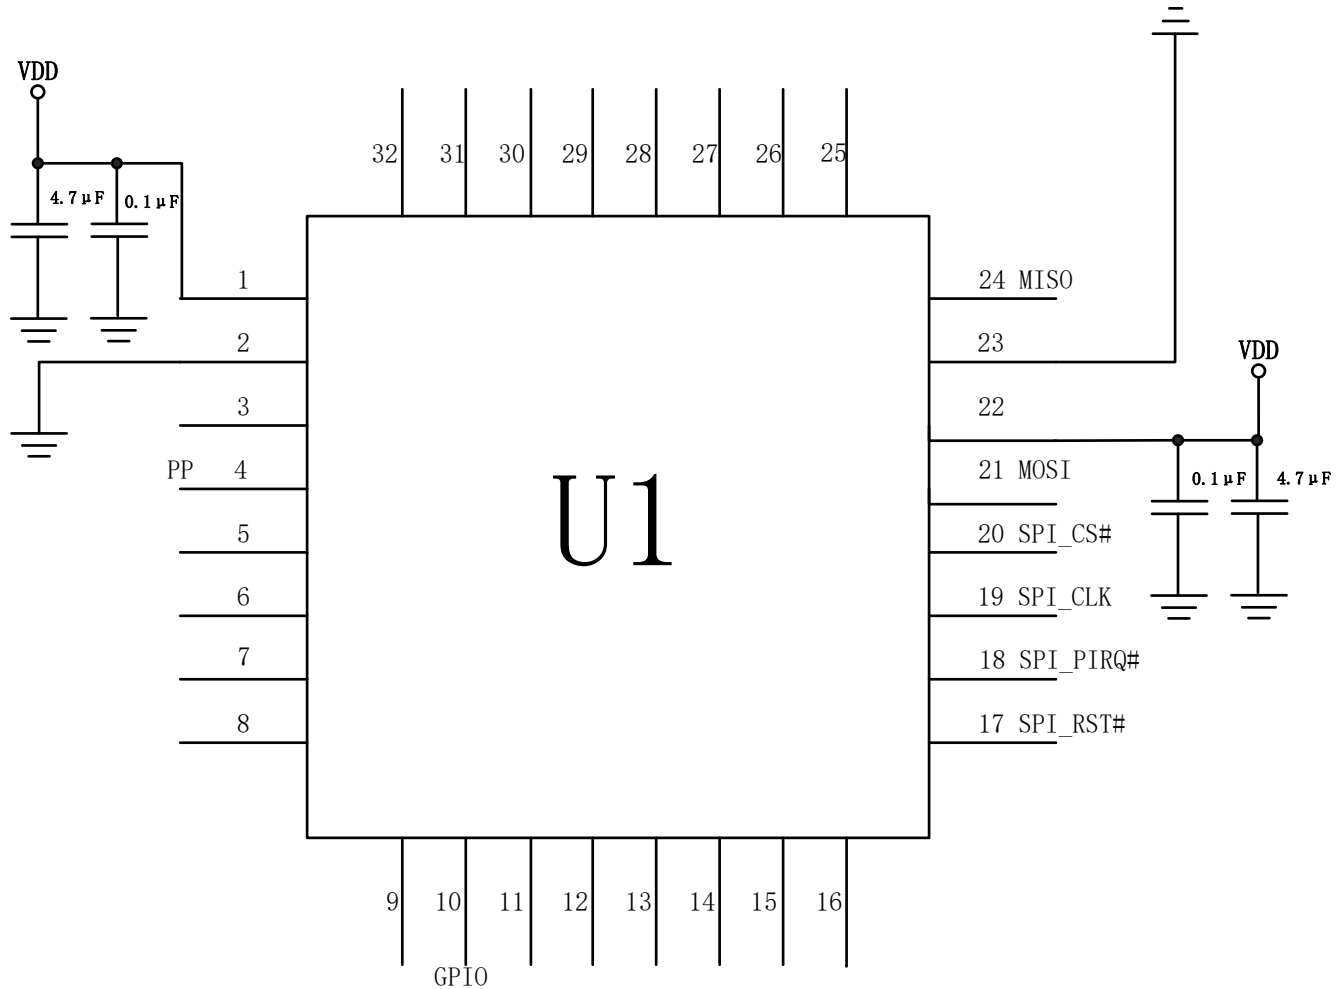 VDD
4.7μF 0.1μF
32 31 30 29 28 27 26 25
1
2
3
PP 4
5
6
7
8
U1
24 MISO
23
22
21 MOSI
20 SPI_CS#
19 SPI_CLK
18 SPI_PIRQ#
17 SPI_RST#
VDD
0.1μF 4.7μF
9 10 11 12 13 14 15 16
GPIO